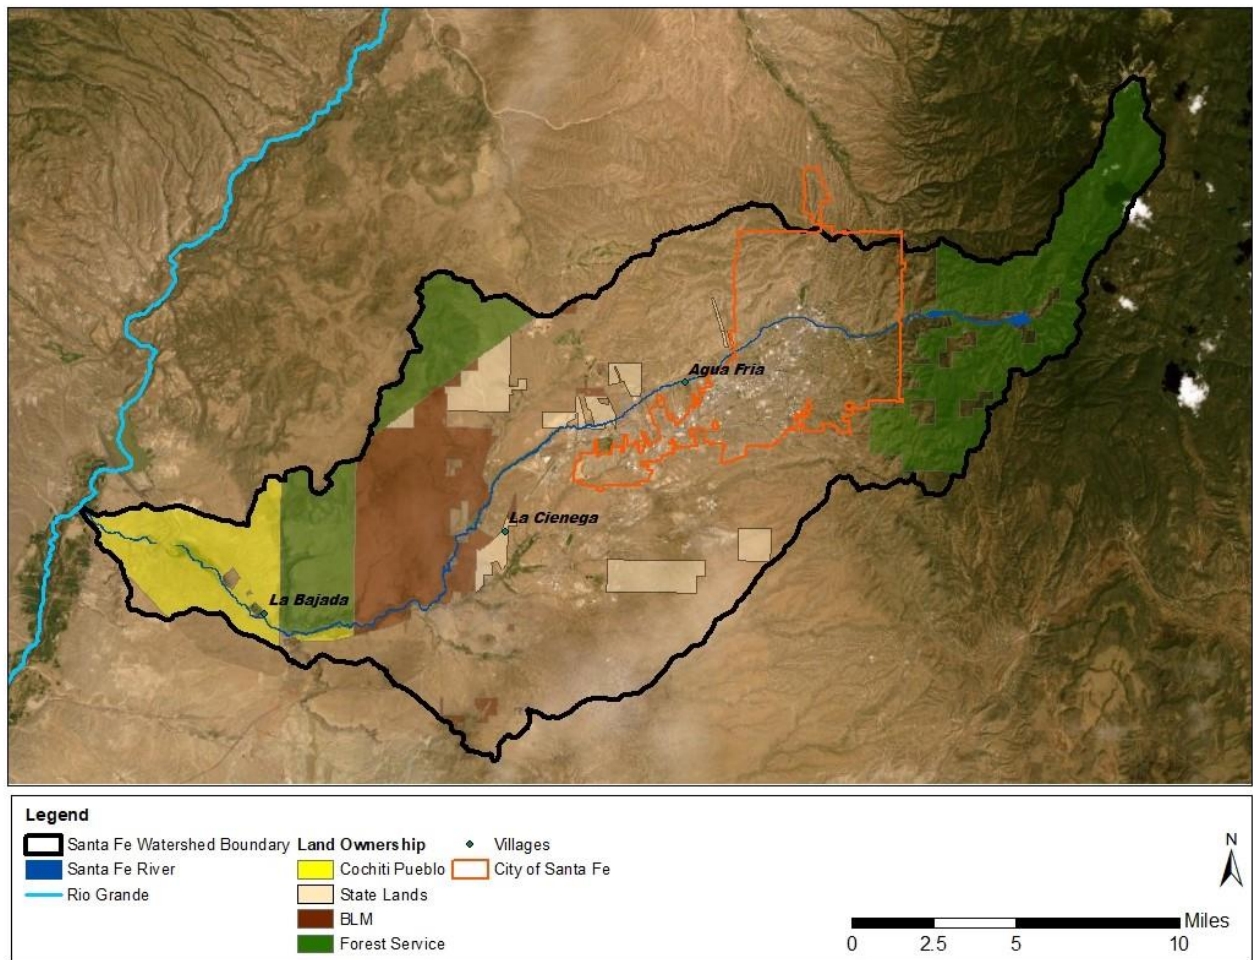 Agua Fria
La Cienega
La Bajada
Legend
Santa Fe Watershed Boundary
Santa Fe River
Rio Grande
Land Ownership
Cochiti Pueblo
State Lands
BLM
Forest Service
Villages
City of Santa Fe
N
Miles
0 2.5 5 10